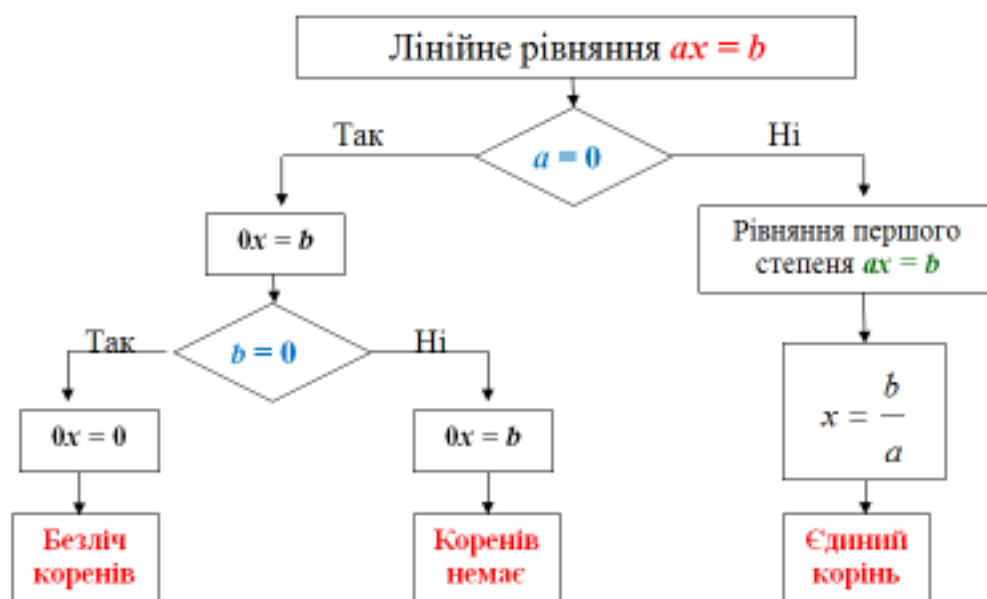 Лінійне рівняння ax = b
Так
Ні
a = 0
0x = b
Рівняння першого
степеня ax = b
Так
b = 0
Ні
0x = 0
0x = b
x = b/a
Безліч
коренів
Коренів
немає
Єдиний
корінь